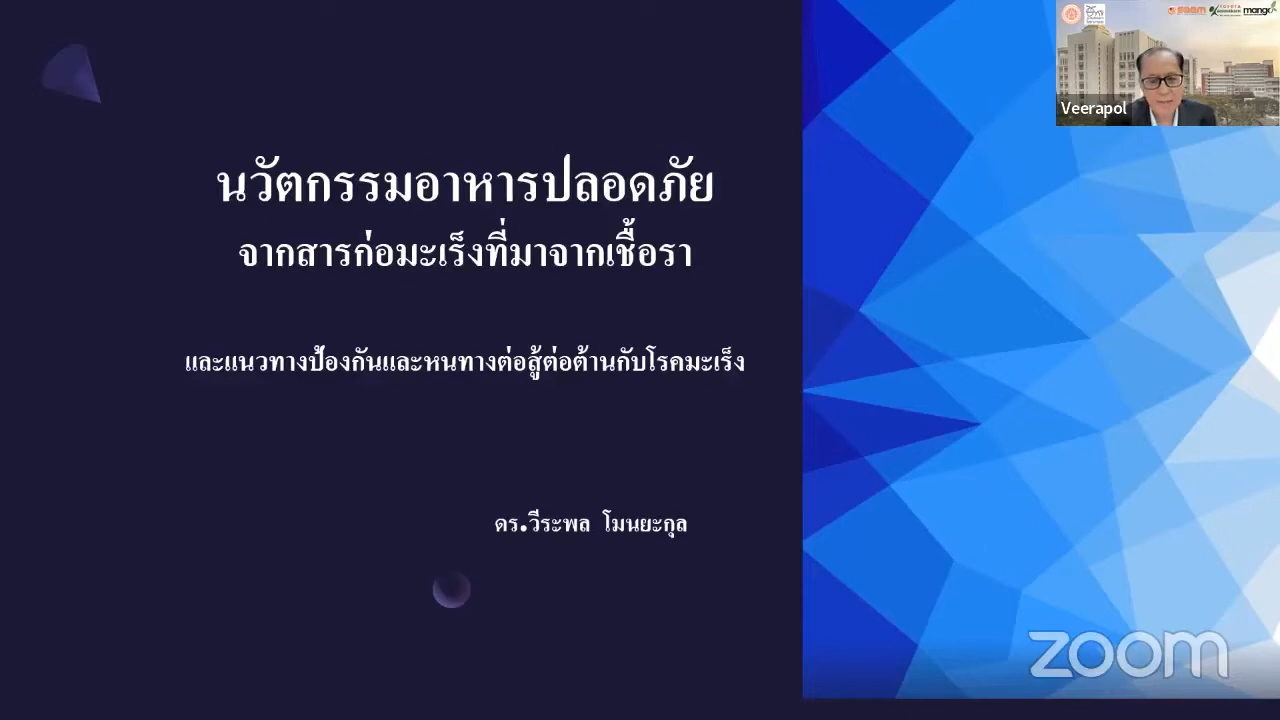 mango
Veerapol
นวัตกรรมอาหารปลอดภัย
จากสารก่อมะเร็งที่มาจากเชื้อรา
และแนวทางป้องกันและหนทางต่อสู้ต่อต้านกับโรคมะเร็ง
ดร.วีระพล โมนยะกุล
zoom